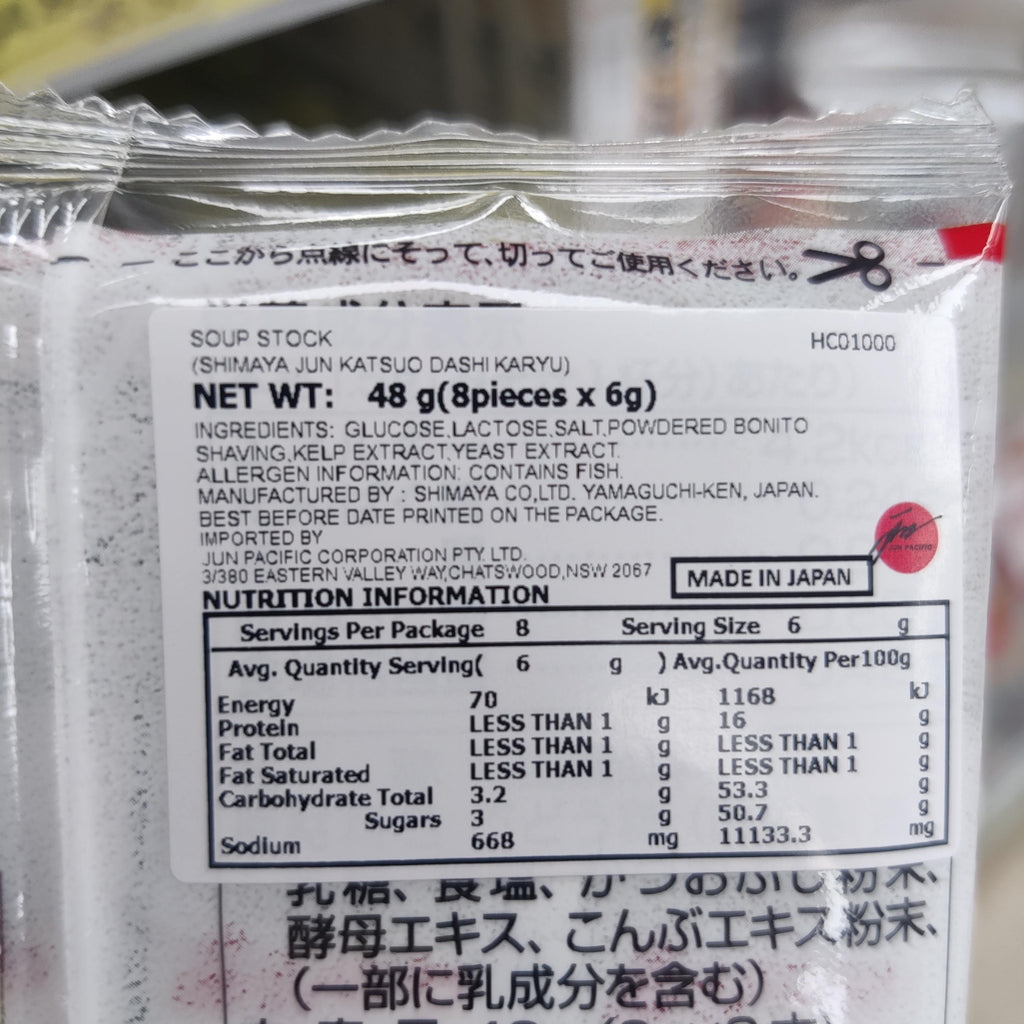 ここから点線にそって、切ってご使用ください。
SOUP STOCK HC01000
(SHIMAYA JUN KATSUO DASHI KARYU)
NET WT: 48 g(8pieces x 6g)
INGREDIENTS: GLUCOSE,LACTOSE,SALT,POWDERED BONITO
SHAVING,KELP EXTRACT,YEAST EXTRACT.
ALLERGEN INFORMATION: CONTAINS FISH.
MANUFACTURED BY : SHIMAYA CO,LTD. YAMAGUCHI-KEN, JAPAN.
BEST BEFORE DATE PRINTED ON THE PACKAGE.
IMPORTED BY
JUN PACIFIC CORPORATION PTY. LTD.
3/380 EASTERN VALLEY WAY,CHATSWOOD,NSW 2067
JUN PACIFIC
MADE IN JAPAN
NUTRITION INFORMATION
Servings Per Package 8 Serving Size 6 g
Avg. Quantity Serving( 6 g ) Avg.Quantity Per100g
Energy 70 kJ 1168 kJ
Protein LESS THAN 1 g 16 g
Fat Total LESS THAN 1 g LESS THAN 1 g
Fat Saturated LESS THAN 1 g LESS THAN 1 g
Carbohydrate Total 3.2 g 53.3 g
Sugars 3 g 50.7 g
Sodium 668 mg 11133.3 mg
乳糖、食塩、かつおぶし粉末、
酵母エキス、こんぶエキス粉末、
(一部に乳成分を含む)